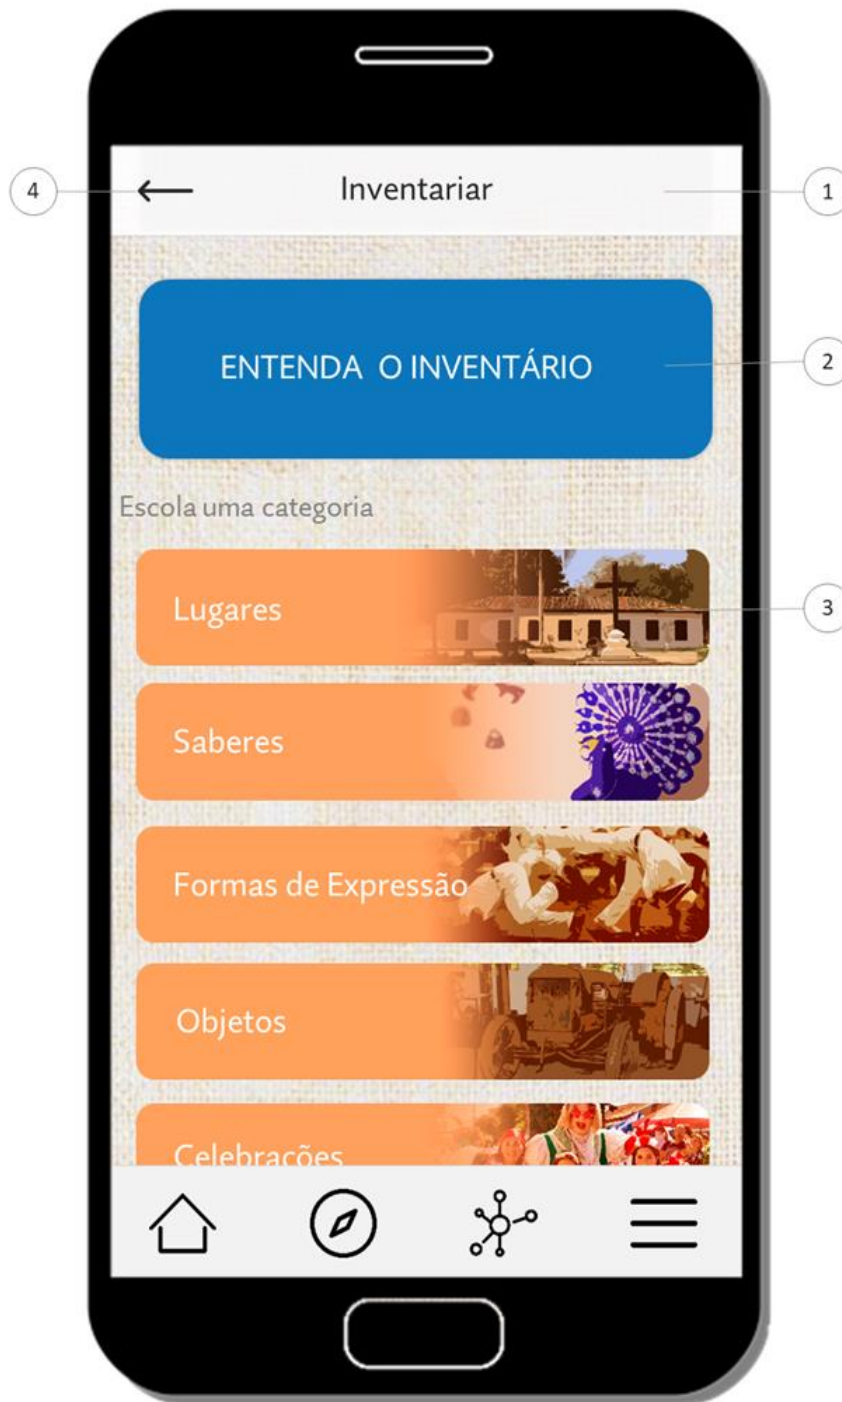 Inventariar
4
1
ENTENDA O INVENTÁRIO
2
Escola uma categoria
Lugares
3
Saberes
Formas de Expressão
Objetos
Celebrações